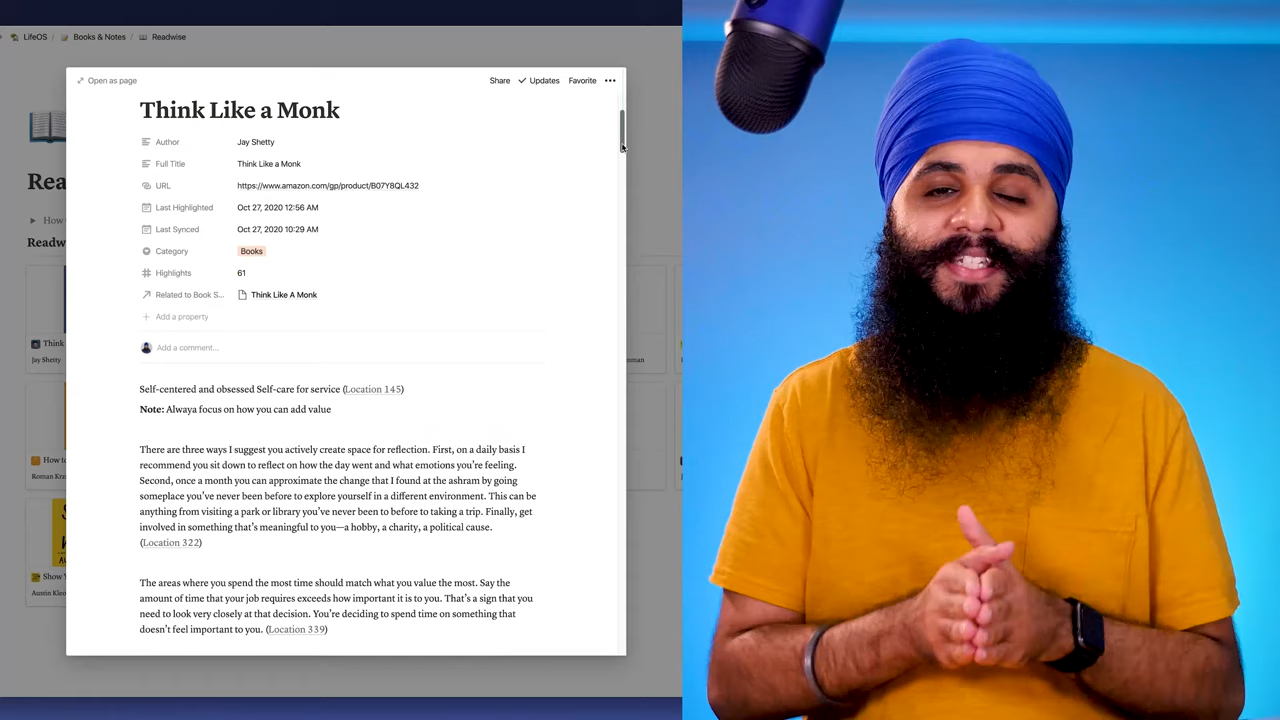 LifeOS / Books & Notes / Readwise
Open as page
Share Updates Favorite •••
Think Like a Monk
Author Jay Shetty
Full Title Think Like a Monk
URL https://www.amazon.com/gp/product/B07Y8QL432
Last Highlighted Oct 27, 2020 12:56 AM
Last Synced Oct 27, 2020 10:29 AM
Category Books
Highlights 61
Related to Book S... Think Like A Monk
Add a property
Add a comment...
Self-centered and obsessed Self-care for service (Location 145)
Note: Alwaya focus on how you can add value
There are three ways I suggest you actively create space for reflection. First, on a daily basis I
recommend you sit down to reflect on how the day went and what emotions you're feeling.
Second, once a month you can approximate the change that I found at the ashram by going
someplace you've never been before to explore yourself in a different environment. This can be
anything from visiting a park or library you've never been to before to taking a trip. Finally, get
involved in something that's meaningful to you—a hobby, a charity, a political cause.
(Location 322)
The areas where you spend the most time should match what you value the most. Say the
amount of time that your job requires exceeds how important it is to you. That's a sign that you
need to look very closely at that decision. You're deciding to spend time on something that
doesn't feel important to you. (Location 339)
Rea
How
Readw
Think
Jay Shetty
How to
Roman Krz
Show Y
Austin Kleo